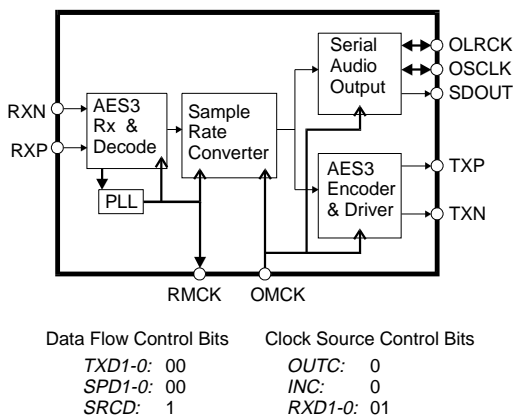 RXN
RXP
AES3
Rx & 
Decode
PLL
Sample
Rate
Converter
Serial
Audio
Output
AES3
Encoder
& Driver
OLRCK
OSCLK
SDOUT
TXP
TXN
RMCK
OMCK
Data Flow Control Bits
TXD1-0: 00
SPD1-0: 00
SRCD: 1
Clock Source Control Bits
OUTC: 0
INC: 0
RXD1-0: 01